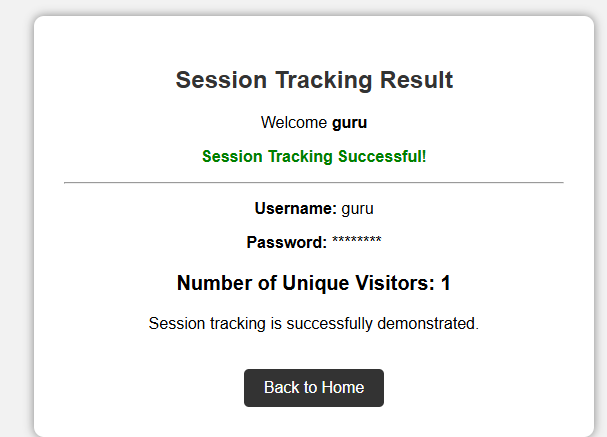 Session Tracking Result
Welcome guru
Session Tracking Successful!
Username: guru
Password: ********
Number of Unique Visitors: 1
Session tracking is successfully demonstrated.
Back to Home